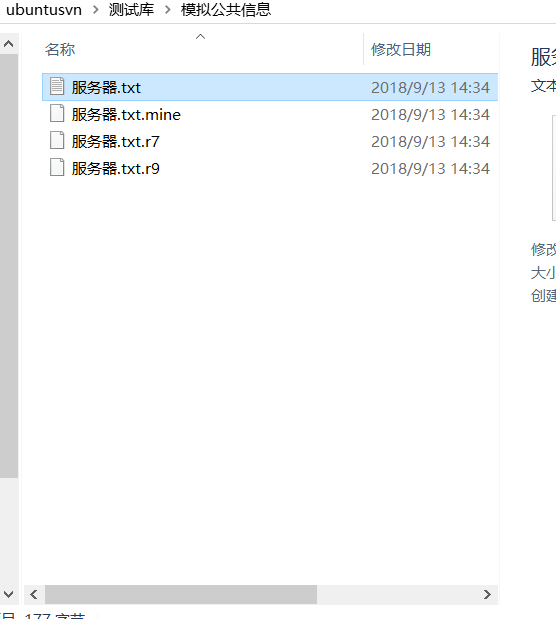 ubuntusvn > 测试库 > 模拟公共信息
名称 修改日期
服务器.txt 2018/9/13 14:34
服务器.txt.mine 2018/9/13 14:34
服务器.txt.r7 2018/9/13 14:34
服务器.txt.r9 2018/9/13 14:34
服
文本
修改
大小
创建
177 字节